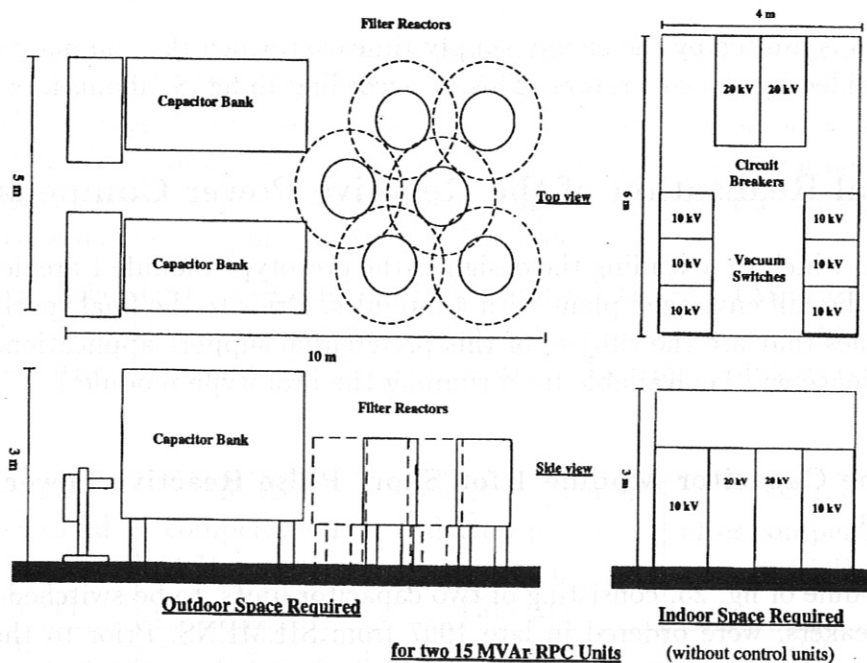 Filter Reactors
4 m
5 m
Capacitor Bank
Capacitor Bank
Top view
10 m
20 kV
20 kV
Circuit
Breakers
6 m
10 kV
10 kV
10 kV
Vacuum
Switches
10 kV
10 kV
10 kV
Filter Reactors
3 m
Capacitor Bank
Side view
3 m
10 kV
20 kV
20 kV
10 kV
Outdoor Space Required
Indoor Space Required
for two 15 MVAr RPC Units
(without control units)